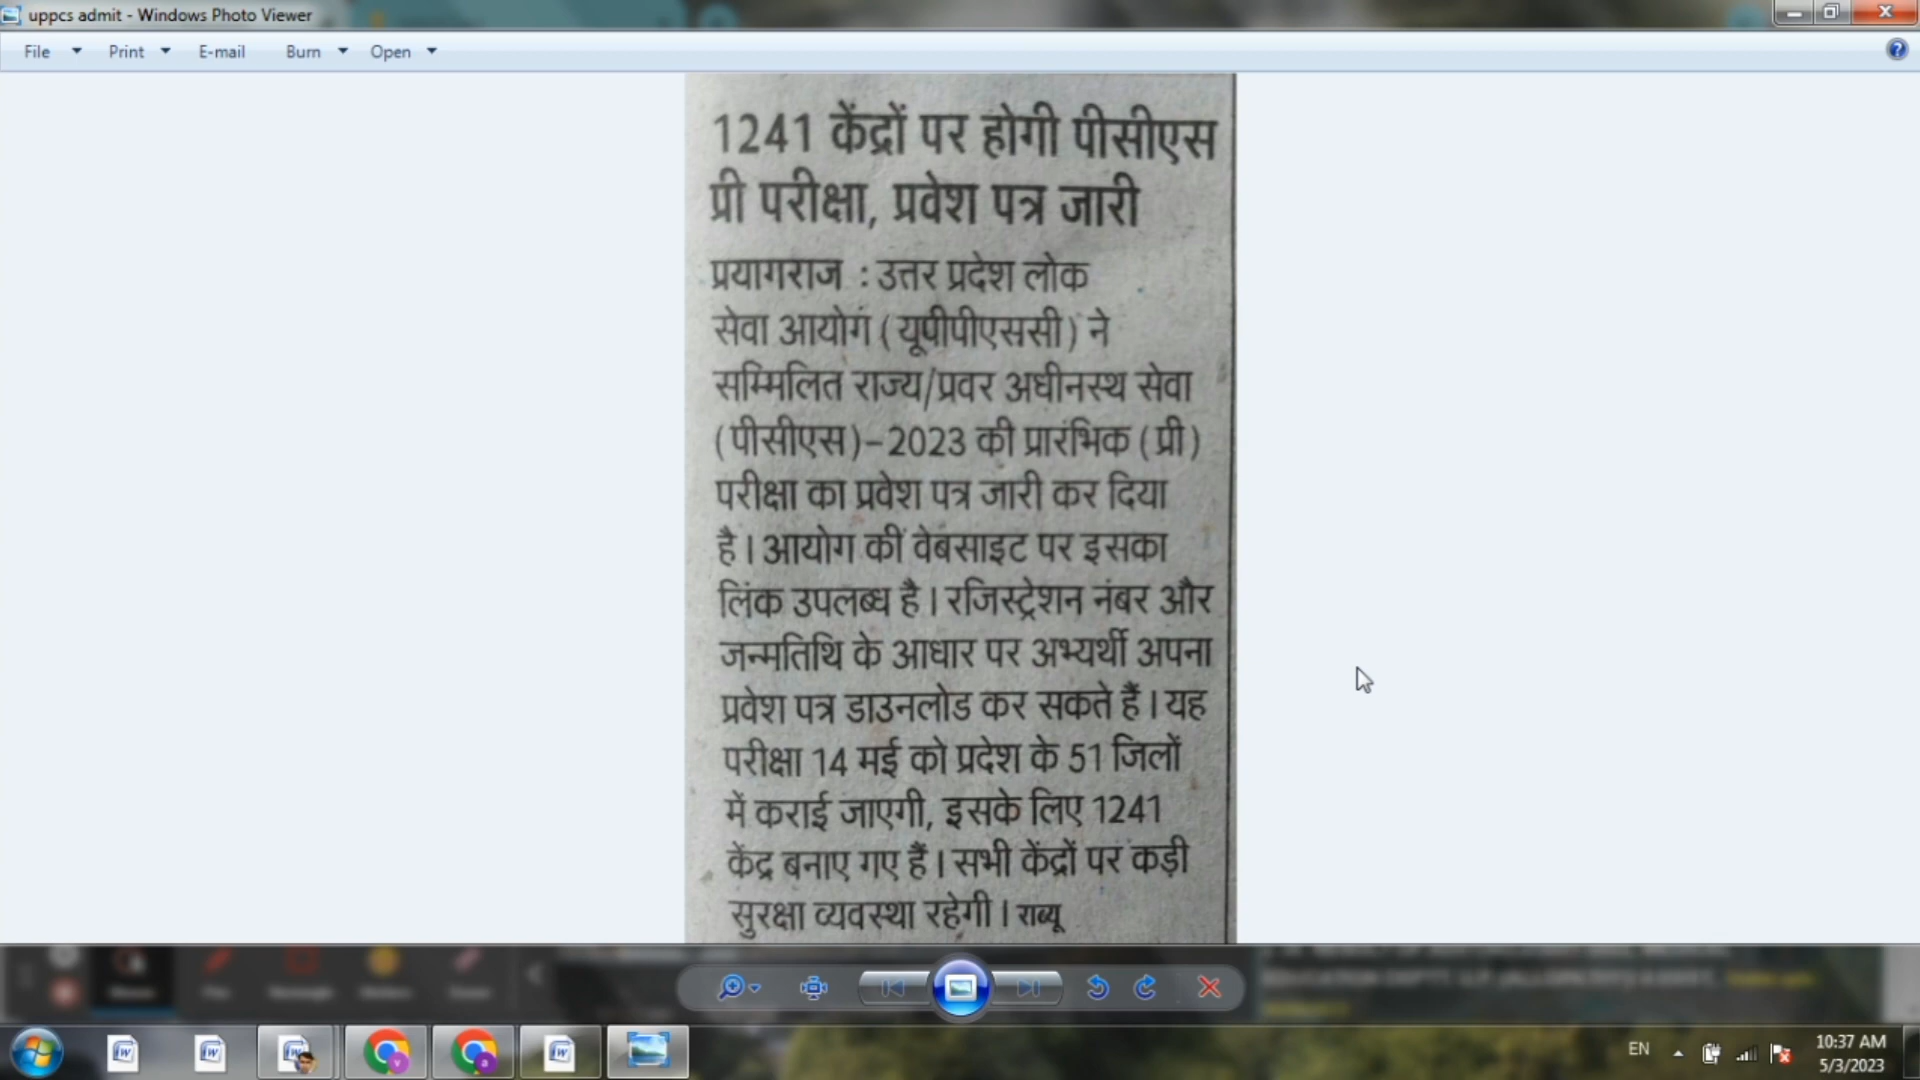 uppcs admit - Windows Photo Viewer
File Print E-mail Burn Open
1241 केंद्रों पर होगी पीसीएस
प्री परीक्षा, प्रवेश पत्र जारी
प्रयागराज : उत्तर प्रदेश लोक
सेवा आयोग (यूपीपीएससी) ने
सम्मिलित राज्य/प्रवर अधीनस्थ सेवा
(पीसीएस)-2023 की प्रारंभिक (प्री)
परीक्षा का प्रवेश पत्र जारी कर दिया
है। आयोग की वेबसाइट पर इसका
लिंक उपलब्ध है। रजिस्ट्रेशन नंबर और
जन्मतिथि के आधार पर अभ्यर्थी अपना
प्रवेश पत्र डाउनलोड कर सकते हैं। यह
परीक्षा 14 मई को प्रदेश के 51 जिलों
में कराई जाएगी, इसके लिए 1241
केंद्र बनाए गए हैं। सभी केंद्रों पर कड़ी
सुरक्षा व्यवस्था रहेगी। राब्यू
EN
10:37 AM
5/3/2023